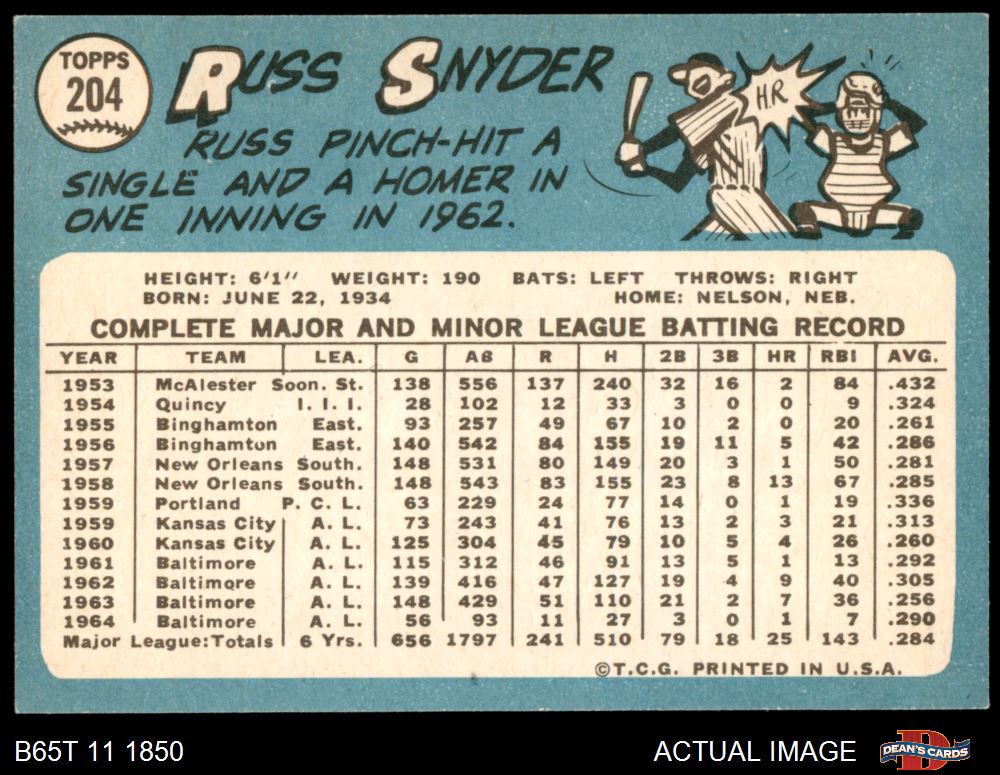 TOPPS
204
RUSS SNYDER
RUSS PINCH-HIT A
SINGLE AND A HOMER IN
ONE INNING IN 1962.
H.R
HEIGHT: 6'1" WEIGHT: 190 BATS: LEFT THROWS: RIGHT
BORN: JUNE 22, 1934 HOME: NELSON, NEB.
COMPLETE MAJOR AND MINOR LEAGUE BATTING RECORD
YEAR TEAM LEA. G AB R H 2B 3B HR RBI AVG.
1953 McAlester Soon. St. 138 556 137 240 32 16 2 84 .432
1954 Quincy I. I. I. 28 102 12 33 3 0 0 9 .324
1955 Binghamton East. 93 257 49 67 10 2 0 20 .261
1956 Binghamton East. 140 542 84 155 19 11 5 42 .286
1957 New Orleans South. 148 531 80 149 20 3 1 50 .281
1958 New Orleans South. 148 543 83 155 23 8 13 67 .285
1959 Portland P. C. L. 63 229 24 77 14 0 1 19 .336
1959 Kansas City A. L. 73 243 41 76 13 2 3 21 .313
1960 Kansas City A. L. 125 304 45 79 10 5 4 26 .260
1961 Baltimore A. L. 115 312 46 91 13 5 1 13 .292
1962 Baltimore A. L. 139 416 47 127 19 4 9 40 .305
1963 Baltimore A. L. 148 429 51 110 21 2 7 36 .256
1964 Baltimore A. L. 56 93 11 27 3 0 1 7 .290
Major League:Totals 6 Yrs. 656 1797 241 510 79 18 25 143 .284
©T.C.G. PRINTED IN U.S.A.
B65T 11 1850 ACTUAL IMAGE
D
DEAN'S CARDS